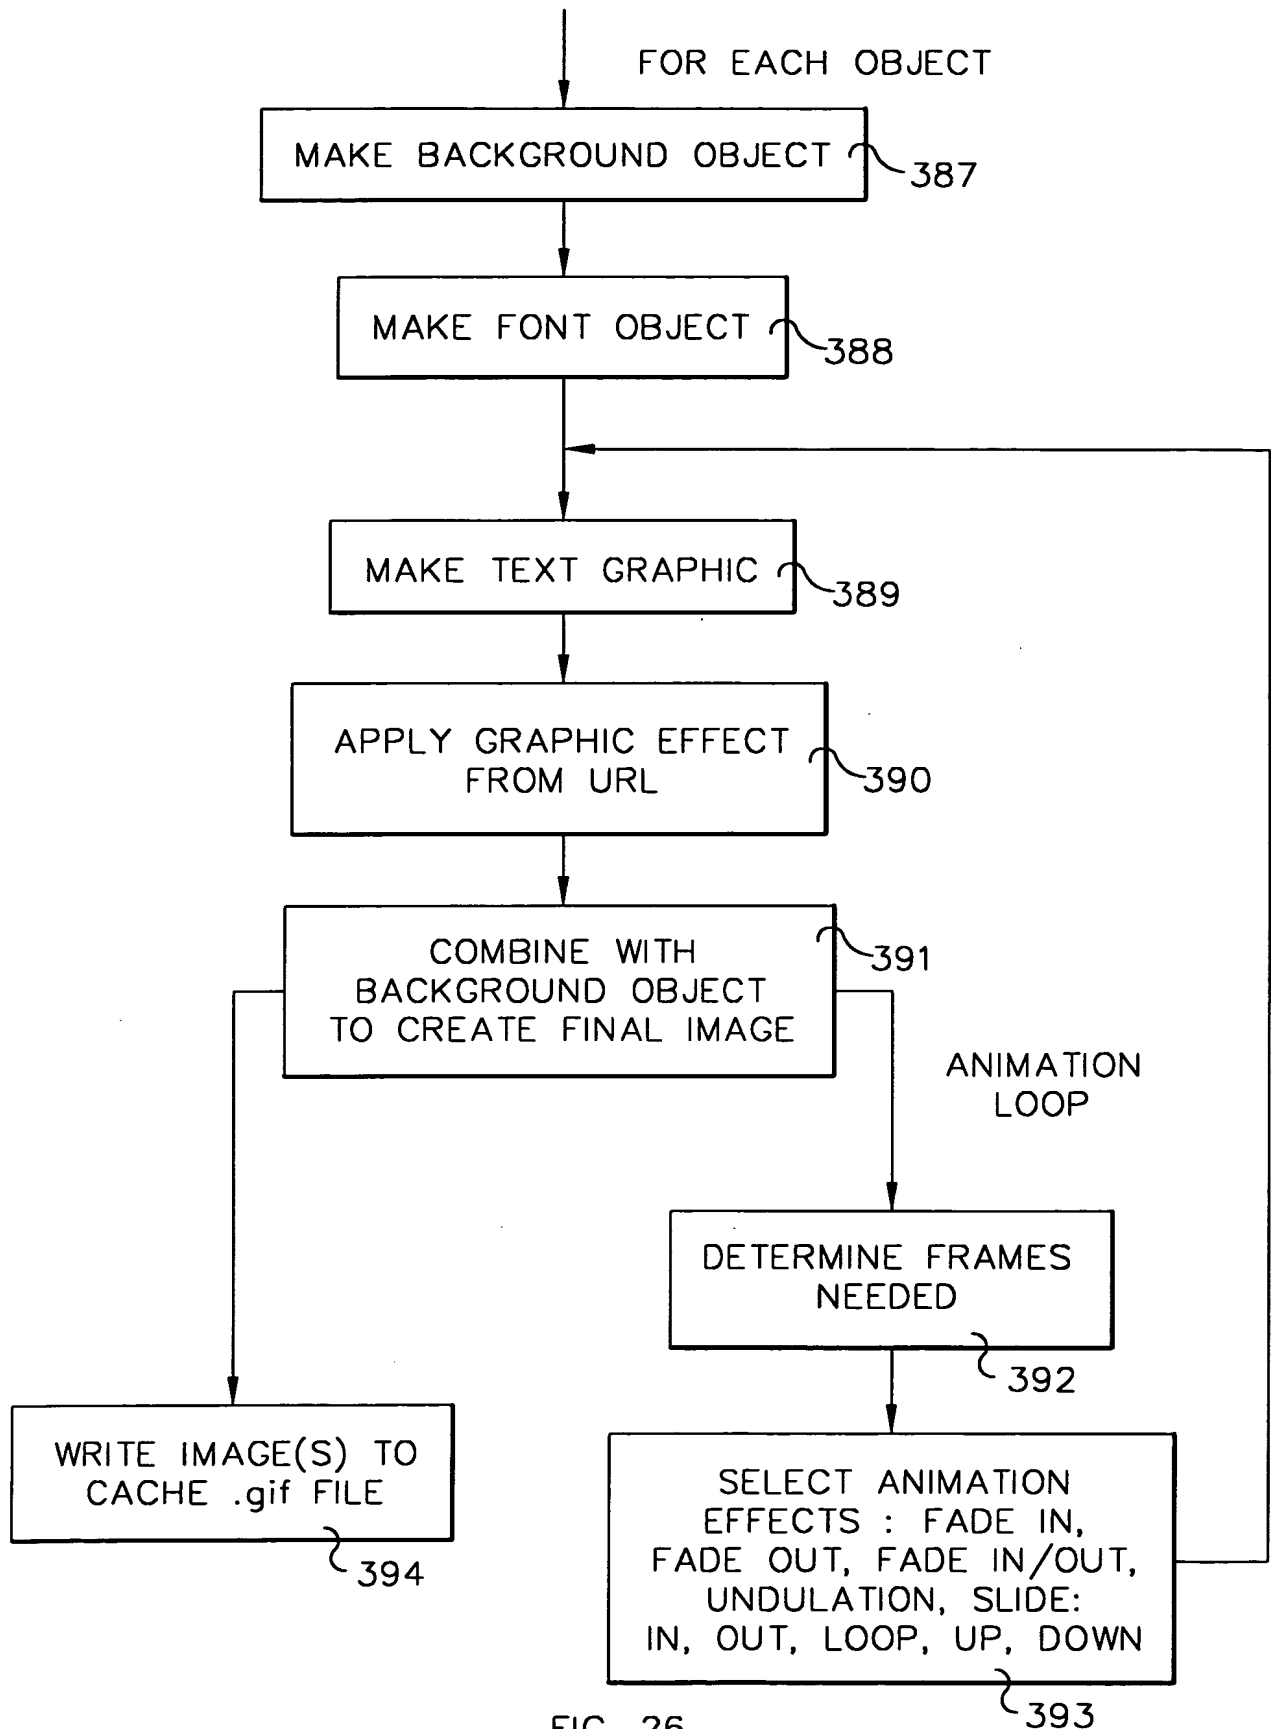 FOR EACH OBJECT
MAKE BACKGROUND OBJECT
387
MAKE FONT OBJECT
388
MAKE TEXT GRAPHIC
389
APPLY GRAPHIC EFFECT
FROM URL
390
COMBINE WITH
BACKGROUND OBJECT
TO CREATE FINAL IMAGE
391
ANIMATION
LOOP
DETERMINE FRAMES
NEEDED
392
WRITE IMAGE(S) TO
CACHE .gif FILE
394
SELECT ANIMATION
EFFECTS : FADE IN,
FADE OUT, FADE IN/OUT,
UNDULATION, SLIDE:
IN, OUT, LOOP, UP, DOWN
393
FIG. 26